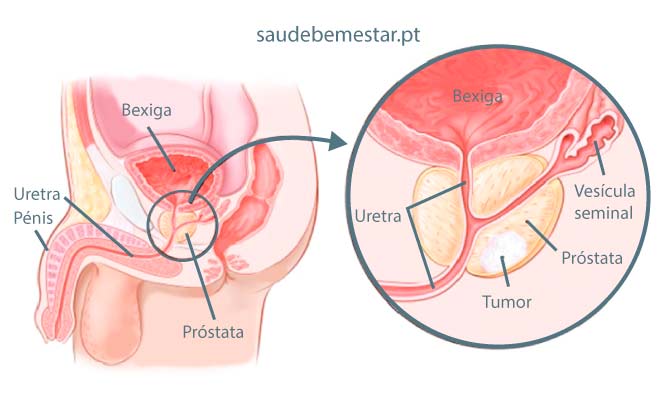 saudebemestar.pt
Bexiga
Uretra
Pénis
Próstata
Bexiga
Uretra
Vesícula
seminal
Próstata
Tumor